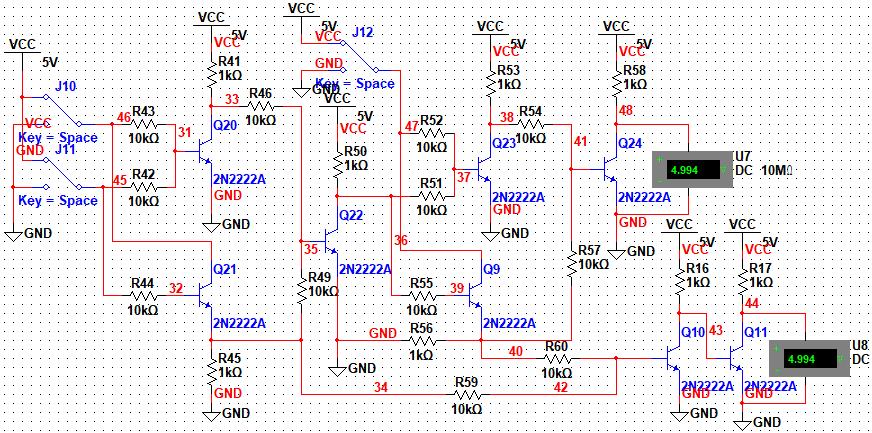 VCC
5V
J10
VCC
Key = Space
GND
J11
Key = Space
GND
46
R43
10kΩ
31
45
R42
10kΩ
R44
10kΩ
32
VCC
5V
VCC
R41
1kΩ
33
R46
10kΩ
Q20
2N2222A
GND
GND
Q21
2N2222A
R45
1kΩ
GND
GND
VCC
5V
VCC
J12
GND
GND
Key = Space
VCC
5V
VCC
R50
1kΩ
Q22
35
2N2222A
R49
10kΩ
GND
GND
36
47
R52
10kΩ
R51
10kΩ
37
R55
10kΩ
39
R56
1kΩ
Q9
2N2222A
VCC
5V
VCC
R53
1kΩ
38
R54
10kΩ
Q23
2N2222A
GND
GND
41
R57
10kΩ
VCC
5V
VCC
R58
1kΩ
48
Q24
2N2222A
GND
GND
4.994
U7
DC 10MΩ
40
R60
10kΩ
34
R59
10kΩ
42
VCC
5V
VCC
R16
1kΩ
Q10
43
2N2222A
GND
GND
VCC
5V
VCC
R17
1kΩ
44
Q11
2N2222A
GND
GND
4.994
U8
DC